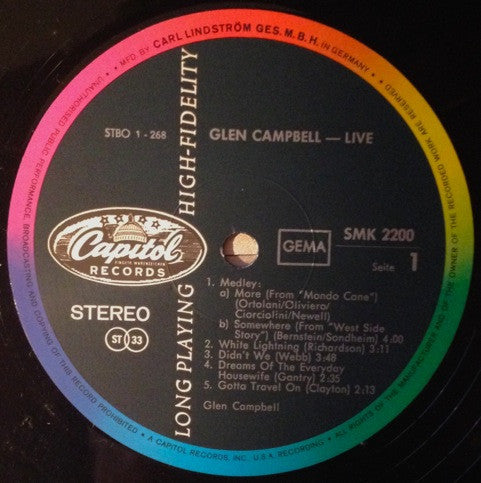 MFD. BY CARL LINDSTRÖM GES. M.B.H. IN GERMANY
UNAUTHORISED PUBLIC PERFORMANCE, BROADCASTING AND COPYING OF THIS RECORD PROHIBITED
ALL RIGHTS OF THE MANUFACTURER AND OF THE OWNER OF THE RECORDED WORK ARE RESERVED
A CAPITOL RECORDS, INC., U.S.A. RECORDING
LONG PLAYING HIGH-FIDELITY
STBO 1 - 268
GLEN CAMPBELL — LIVE
Capitol
RECORDS
STEREO
ST 33
GEMA
SMK 2200
Seite 1
1. Medley:
a) More (From "Mondo Cane")
(Ortolani/Oliviero/
Ciorciolini/Newell)
b) Somewhere (From "West Side
Story") (Bernstein/Sondheim) 4:00
2. White Lightning (Richardson) 3:11
3. Didn't We (Webb) 3:48
4. Dreams Of The Everyday
Housewife (Gantry) 2:35
5. Gotta Travel On (Clayton) 2:13
Glen Campbell